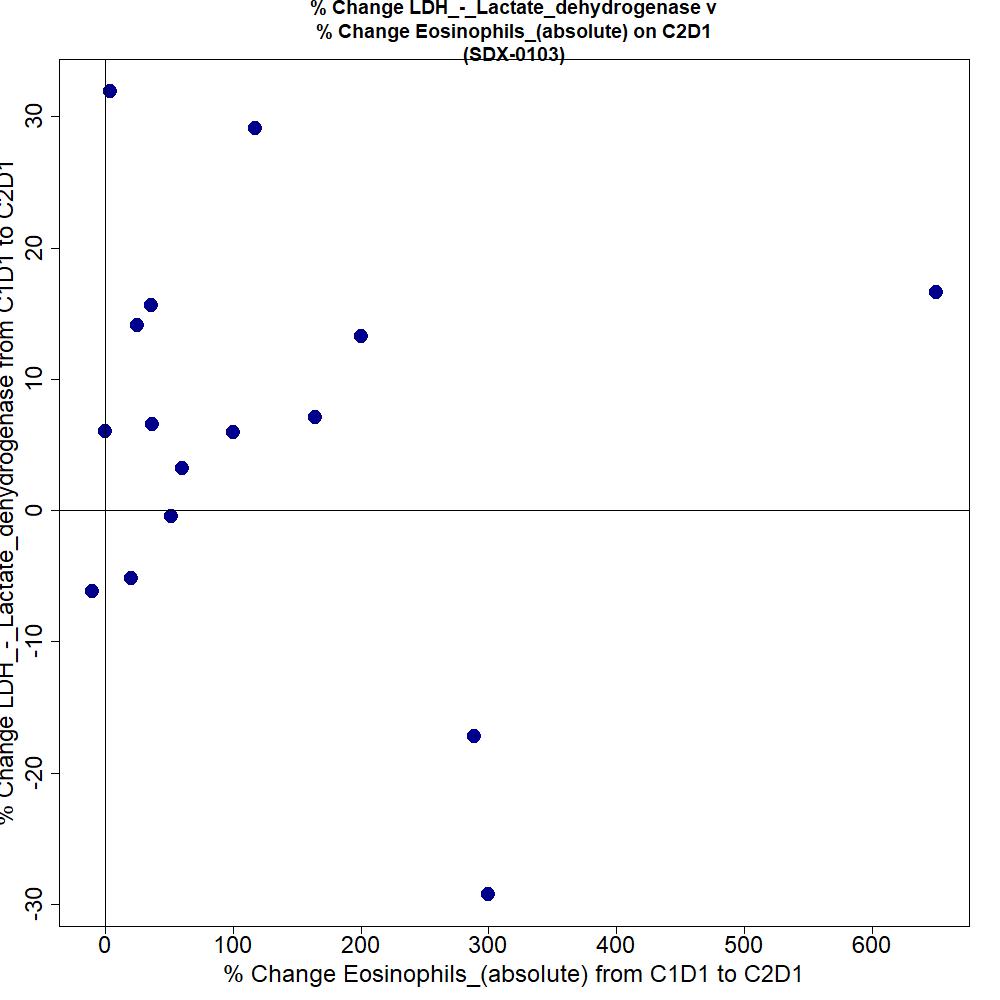 % Change LDH_-_Lactate_dehydrogenase v
% Change Eosinophils_(absolute) on C2D1
(SDX-0103)
% Change LDH_-_Lactate_dehydrogenase from C1D1 to C2D1
30
20
10
0
-10
-20
-30
0 100 200 300 400 500 600
% Change Eosinophils_(absolute) from C1D1 to C2D1